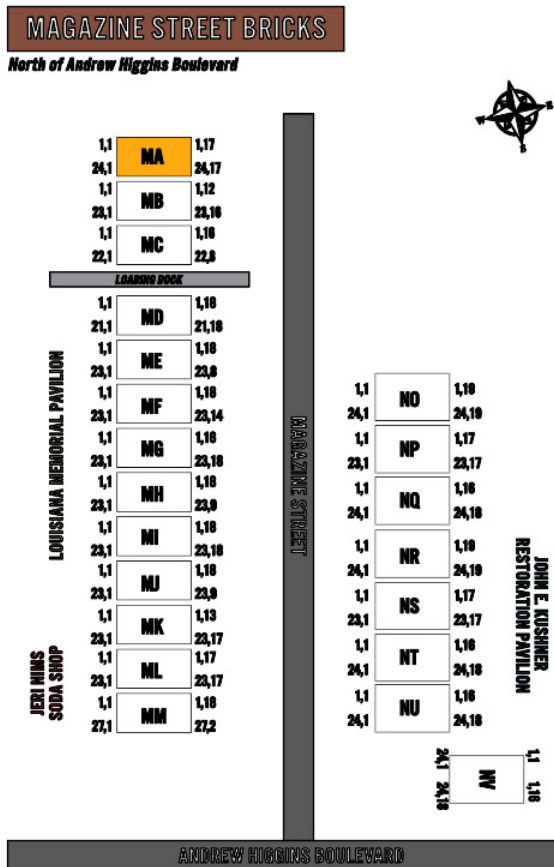 MAGAZINE STREET BRICKS
North of Andrew Higgins Boulevard
N
E
S
W
1,1 MA 1,17
24,1 24,17
1,1 MB 1,12
23,1 23,16
1,1 MC 1,16
22,1 22,8
LOADING DOCK
1,1 MD 1,18
21,1 21,18
1,1 ME 1,18
23,1 23,8
1,1 MF 1,18
23,1 23,14
1,1 MG 1,16
23,1 23,18
1,1 MH 1,18
23,1 23,9
1,1 MI 1,18
23,1 23,18
1,1 MJ 1,18
23,1 23,9
1,1 MK 1,13
23,1 23,17
1,1 ML 1,17
23,1 23,17
1,1 MM 1,18
27,1 27,2
LOUISIANA MEMORIAL PAVILION
JERI NIMS
SODA SHOP
MAGAZINE STREET
1,1 NO 1,19
24,1 24,19
1,1 NP 1,17
23,1 23,17
1,1 NQ 1,16
24,1 24,18
1,1 NR 1,19
24,1 24,19
1,1 NS 1,17
23,1 23,17
1,1 NT 1,16
24,1 24,18
1,1 NU 1,16
24,1 24,18
JOHN E. KUSHNER
RESTORATION PAVILION
24,1 NV 1,1
24,18 1,16
ANDREW HIGGINS BOULEVARD